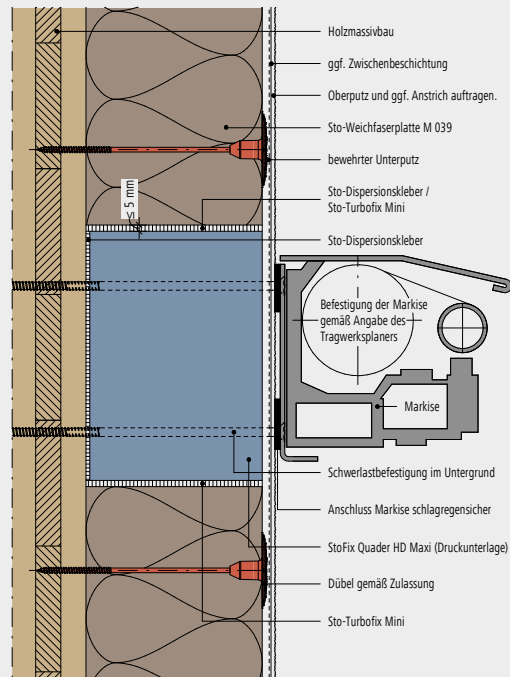 Holzmassivbau
ggf. Zwischenbeschichtung
Oberputz und ggf. Anstrich auftragen.
Sto-Weichfaserplatte M 039
bewehrter Unterputz
≤ 5 mm
Sto-Dispersionskleber /
Sto-Turbofix Mini
Sto-Dispersionskleber
Befestigung der Markise
gemäß Angabe des
Tragwerksplaners
Markise
Schwerlastbefestigung im Untergrund
Anschluss Markise schlagregensicher
StoFix Quader HD Maxi (Druckunterlage)
Dübel gemäß Zulassung
Sto-Turbofix Mini